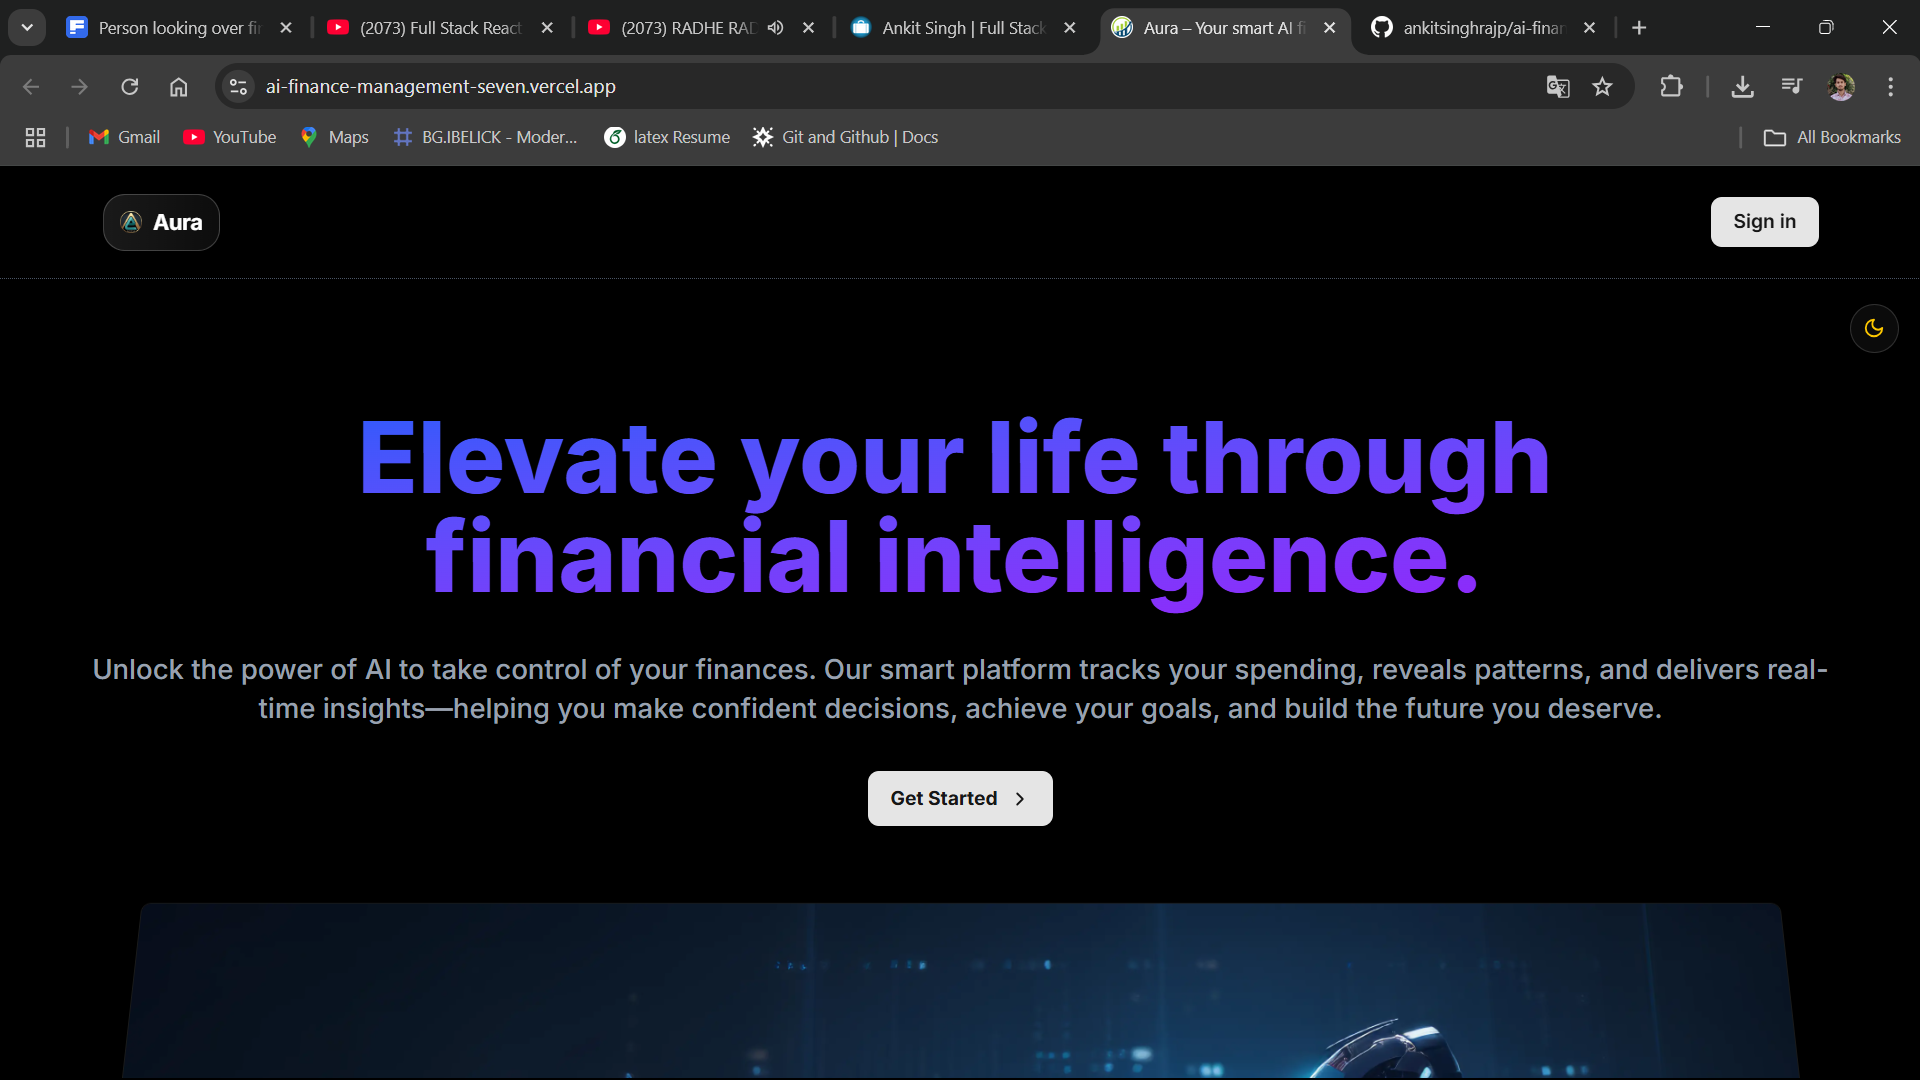 Person looking over fi
(2073) Full Stack React
(2073) RADHE RAD
Ankit Singh | Full Stack
Aura – Your smart AI fi
ankitsinghrajp/ai-finan
ai-finance-management-seven.vercel.app
Gmail
YouTube
Maps
BG.IBELICK - Moder...
latex Resume
Git and Github | Docs
All Bookmarks
Aura
Sign in
Elevate your life through
financial intelligence.
Unlock the power of AI to take control of your finances. Our smart platform tracks your spending, reveals patterns, and delivers real-
time insights—helping you make confident decisions, achieve your goals, and build the future you deserve.
Get Started